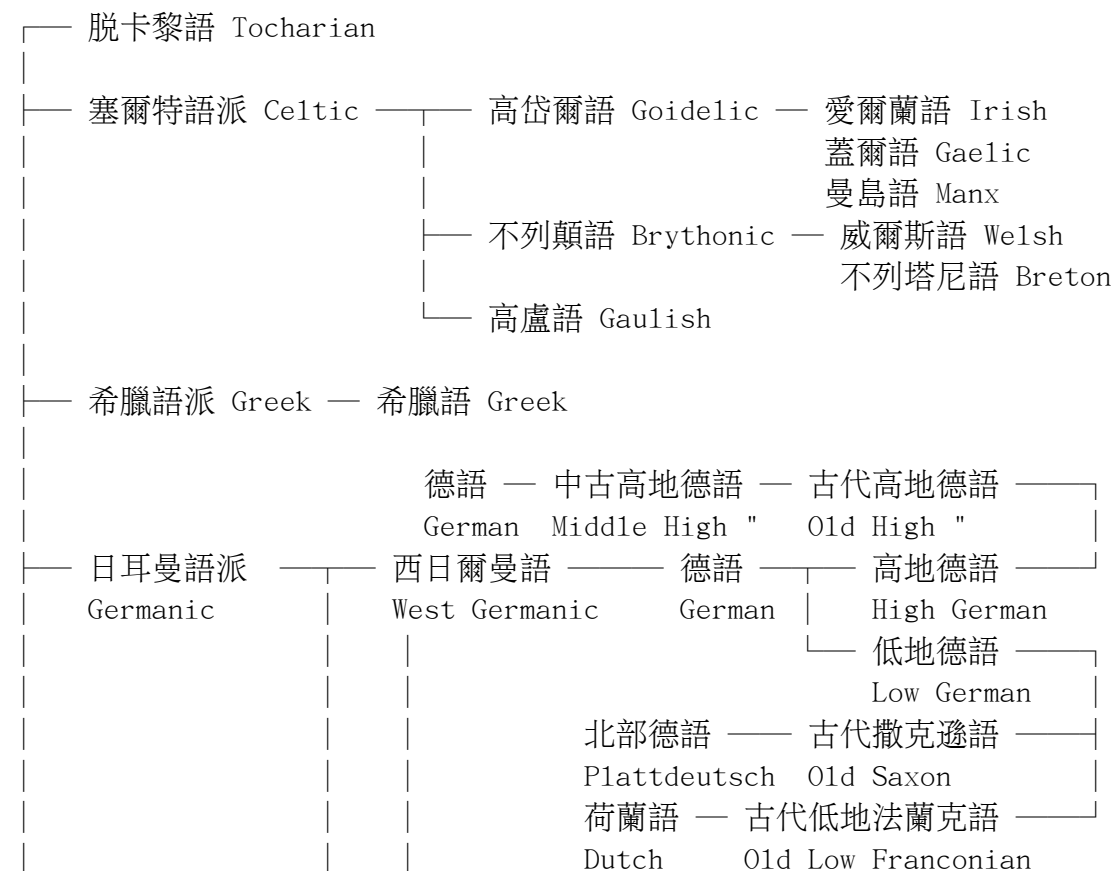 脱卡黎語 Tocharian
塞爾特語派 Celtic 高岱爾語 Goidelic 愛爾蘭語 Irish
蓋爾語 Gaelic
曼島語 Manx
不列顛語 Brythonic 威爾斯語 Welsh
不列塔尼語 Breton
高盧語 Gaulish
希臘語派 Greek 希臘語 Greek
德語 中古高地德語 古代高地德語
German Middle High " Old High "
日耳曼語派 西日爾曼語 德語 高地德語
Germanic West Germanic German High German
低地德語
Low German
北部德語 古代撒克遜語
Plattdeutsch Old Saxon
荷蘭語 古代低地法蘭克語
Dutch Old Low Franconian